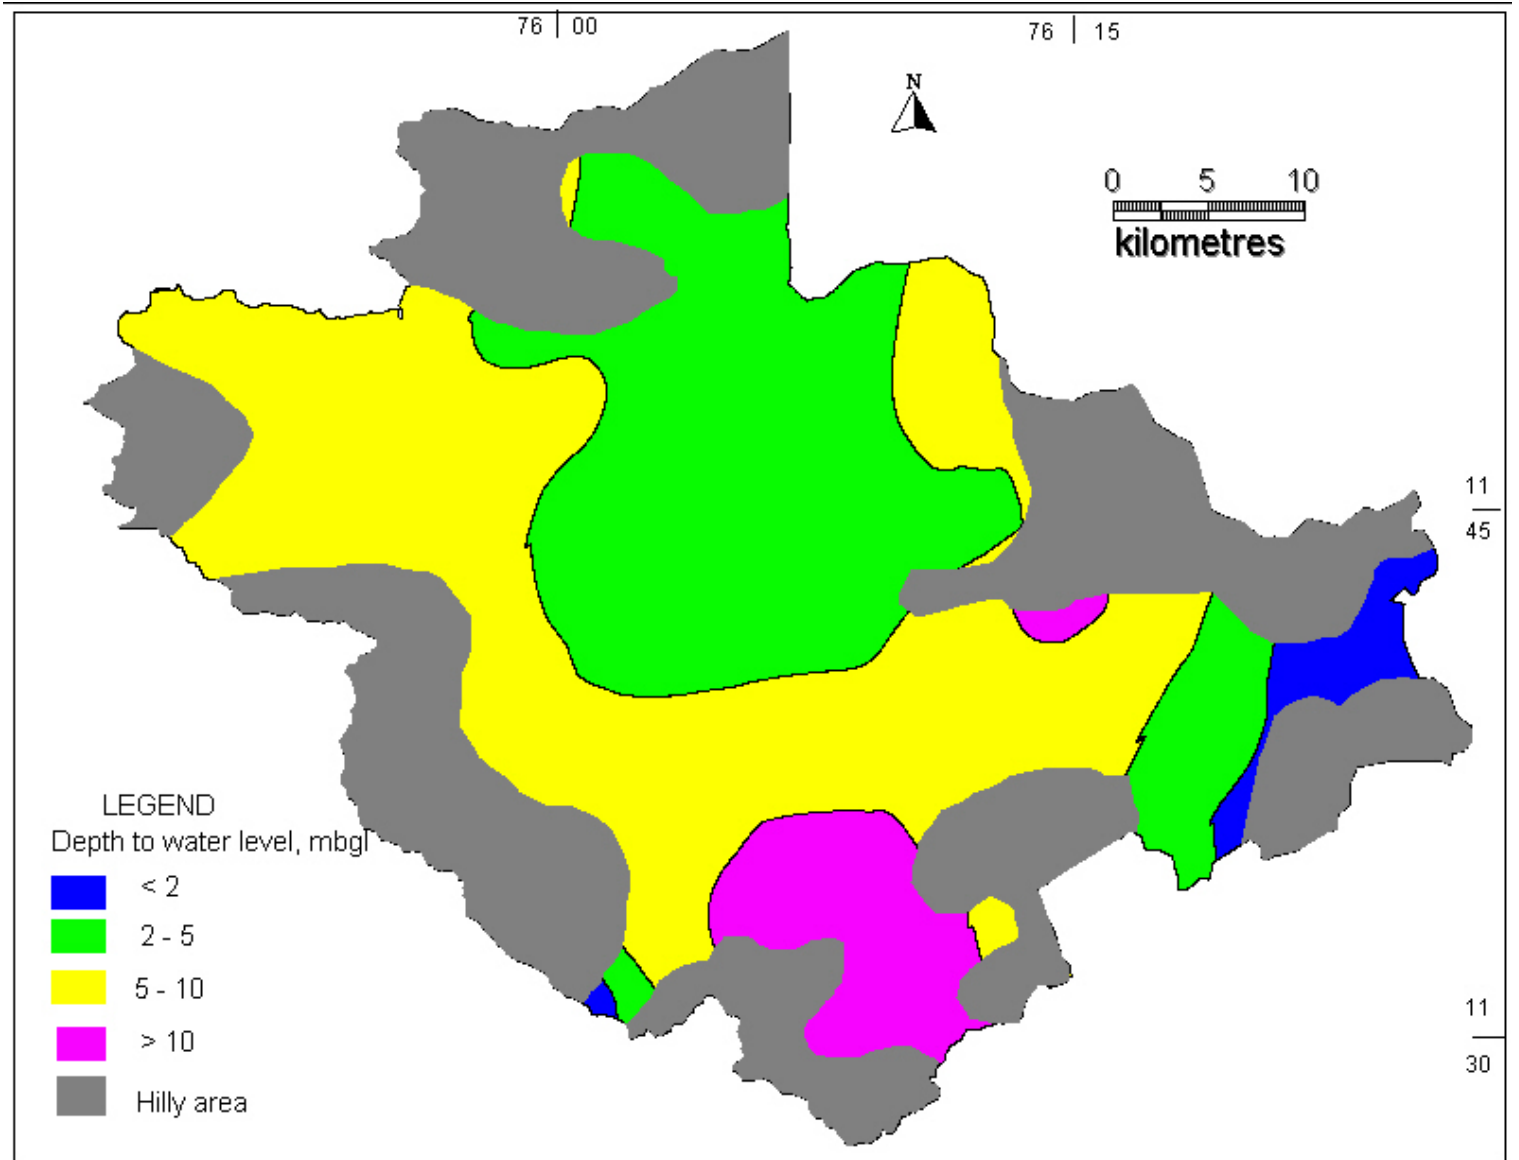 76 | 00
76 | 15
N
0 5 10
kilometres
11
45
LEGEND
Depth to water level, mbgl
< 2
2 - 5
5 - 10
> 10
Hilly area
11
30